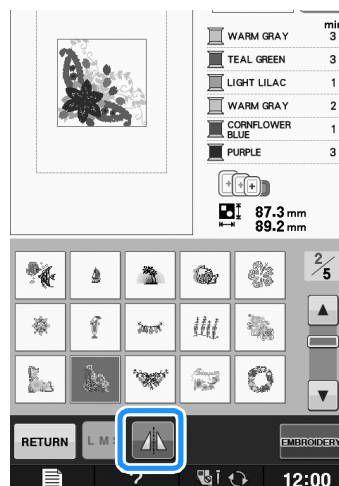 min
WARM GRAY 3
TEAL GREEN 3
LIGHT LILAC 1
WARM GRAY 2
CORNFLOWER
BLUE 1
PURPLE 3
87.3 mm
89.2 mm
2/5
RETURN
L M S
EMBROIDERY
?
12:00